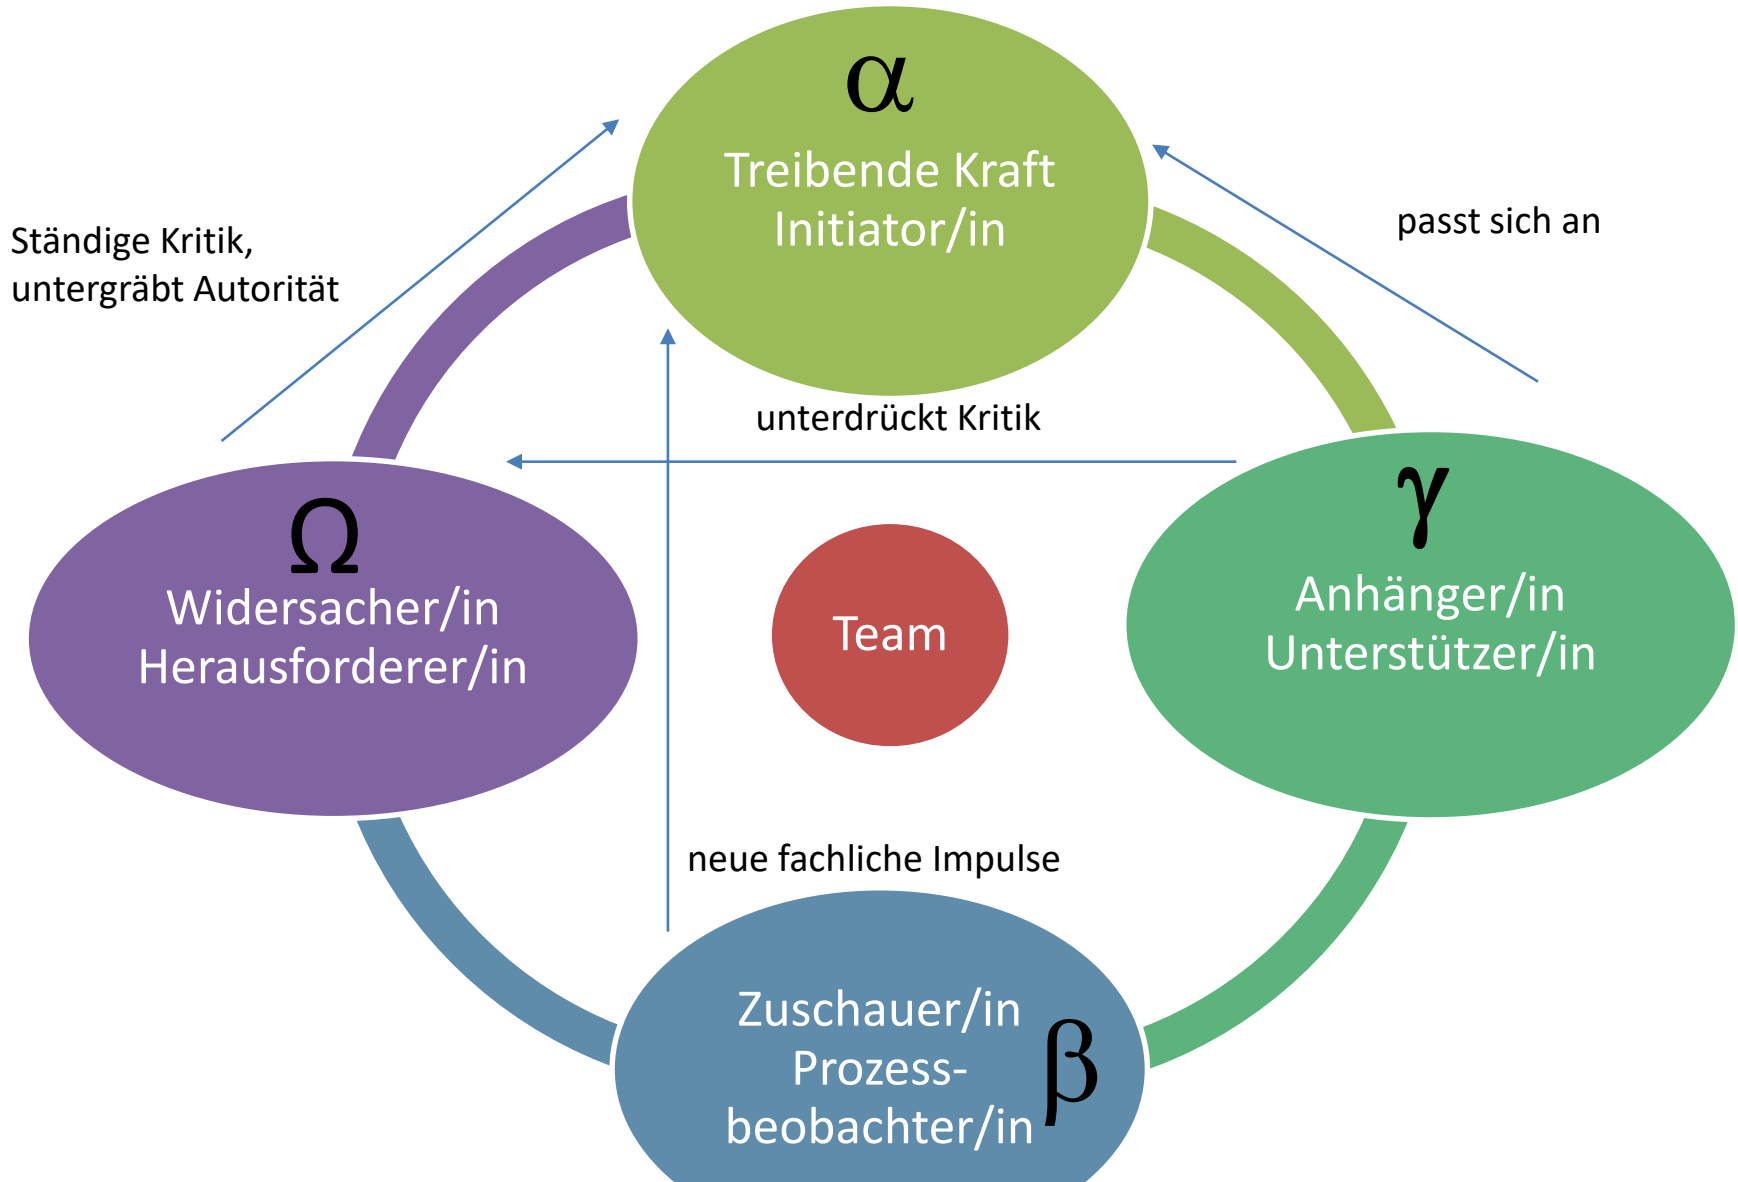 α
Treibende Kraft
Initiator/in
Ständige Kritik,
untergräbt Autorität
passt sich an
unterdrückt Kritik
Ω
Widersacher/in
Herausforderer/in
Team
γ
Anhänger/in
Unterstützer/in
neue fachliche Impulse
Zuschauer/in
Prozess-
beobachter/in
β